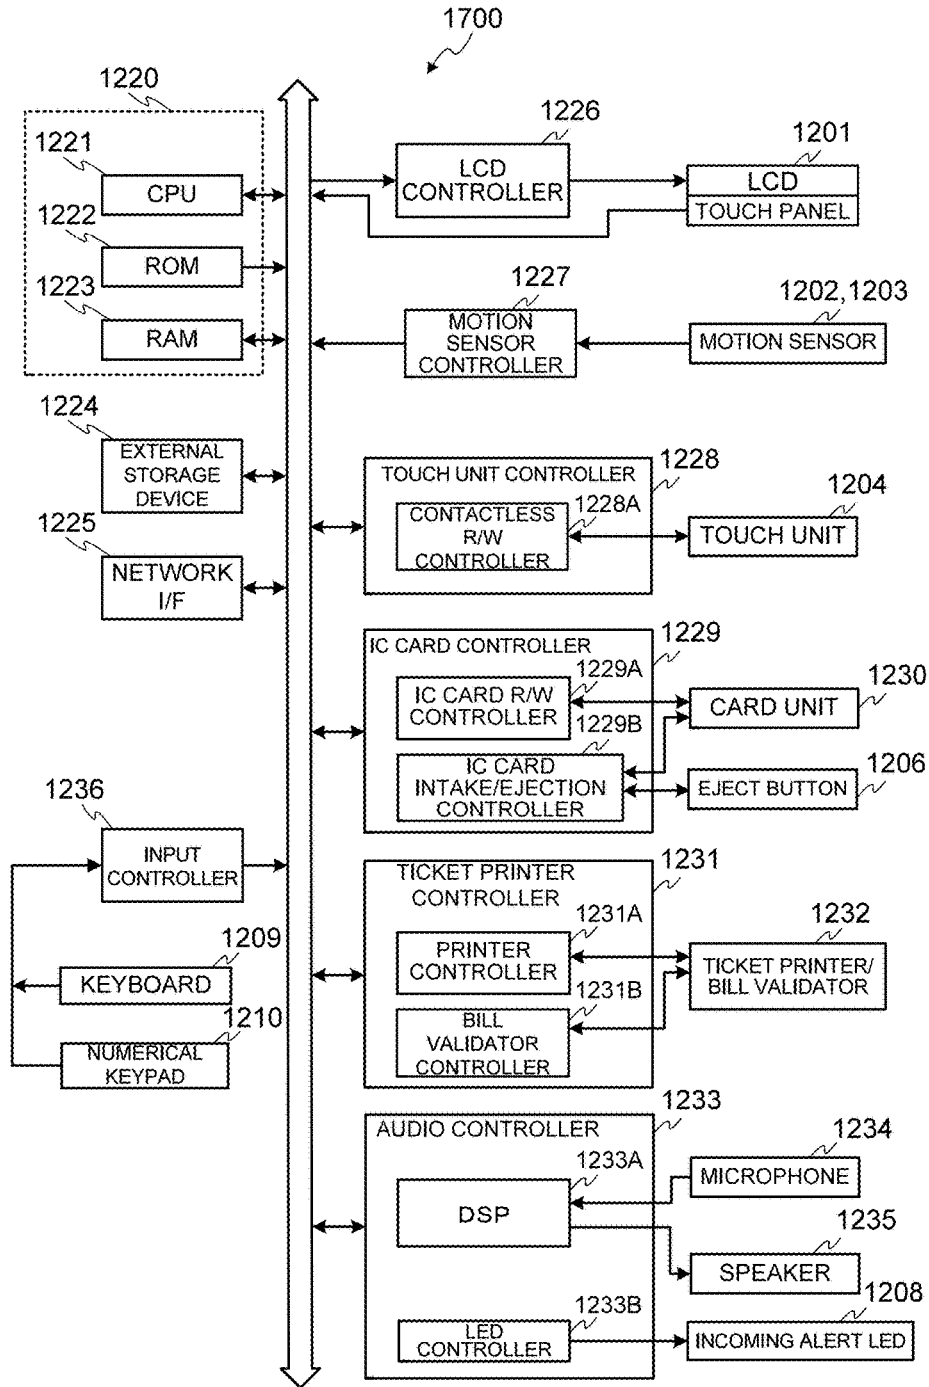 1700
1220
1221
CPU
1222
ROM
1223
RAM
1226
LCD
CONTROLLER
1201
LCD
TOUCH PANEL
1227
MOTION
SENSOR
CONTROLLER
1202,1203
MOTION SENSOR
1224
EXTERNAL
STORAGE
DEVICE
1225
NETWORK
I/F
TOUCH UNIT CONTROLLER
1228
1228A
CONTACTLESS
R/W
CONTROLLER
1204
TOUCH UNIT
IC CARD CONTROLLER
1229
1229A
IC CARD R/W
CONTROLLER
1230
CARD UNIT
1229B
IC CARD
INTAKE/EJECTION
CONTROLLER
1206
EJECT BUTTON
1236
INPUT
CONTROLLER
1209
KEYBOARD
1210
NUMERICAL
KEYPAD
TICKET PRINTER
CONTROLLER
1231
1231A
PRINTER
CONTROLLER
1232
TICKET PRINTER/
BILL VALIDATOR
1231B
BILL
VALIDATOR
CONTROLLER
AUDIO CONTROLLER
1233
1233A
DSP
1234
MICROPHONE
1235
SPEAKER
1233B
LED
CONTROLLER
1208
INCOMING ALERT LED